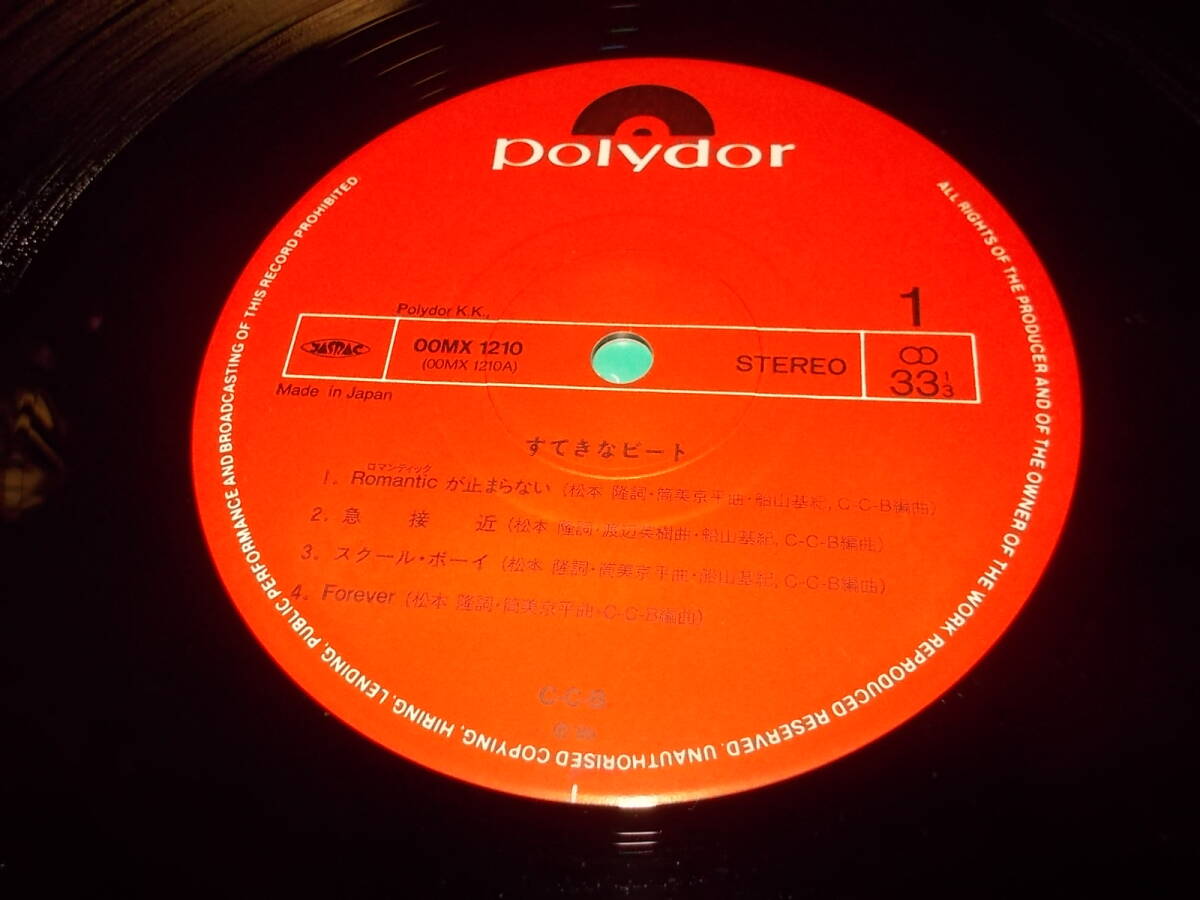 polydor
1
Polydor K.K.,
JASRAC
OOMX 1210
(OOMX 1210A)
STEREO
33 1/3
Made in Japan
すてきなビート
ロマンティック
1. Romantic が止まらない (松本 隆詞・筒美京平曲・船山基紀, C-C-B編曲)
2. 急 接 近 (松本 隆詞・渡辺英樹曲・船山基紀, C-C-B編曲)
3. スクール・ボーイ (松本 隆詞・筒美京平曲・船山基紀, C-C-B編曲)
4. Forever (松本 隆詞・筒美京平曲・C-C-B編曲)
C-C-B
ALL RIGHTS OF THE PRODUCER AND OF THE OWNER OF THE WORK REPRODUCED RESERVED. UNAUTHORISED COPYING, HIRING, LENDING, PUBLIC PERFORMANCE AND BROADCASTING OF THIS RECORD PROHIBITED.